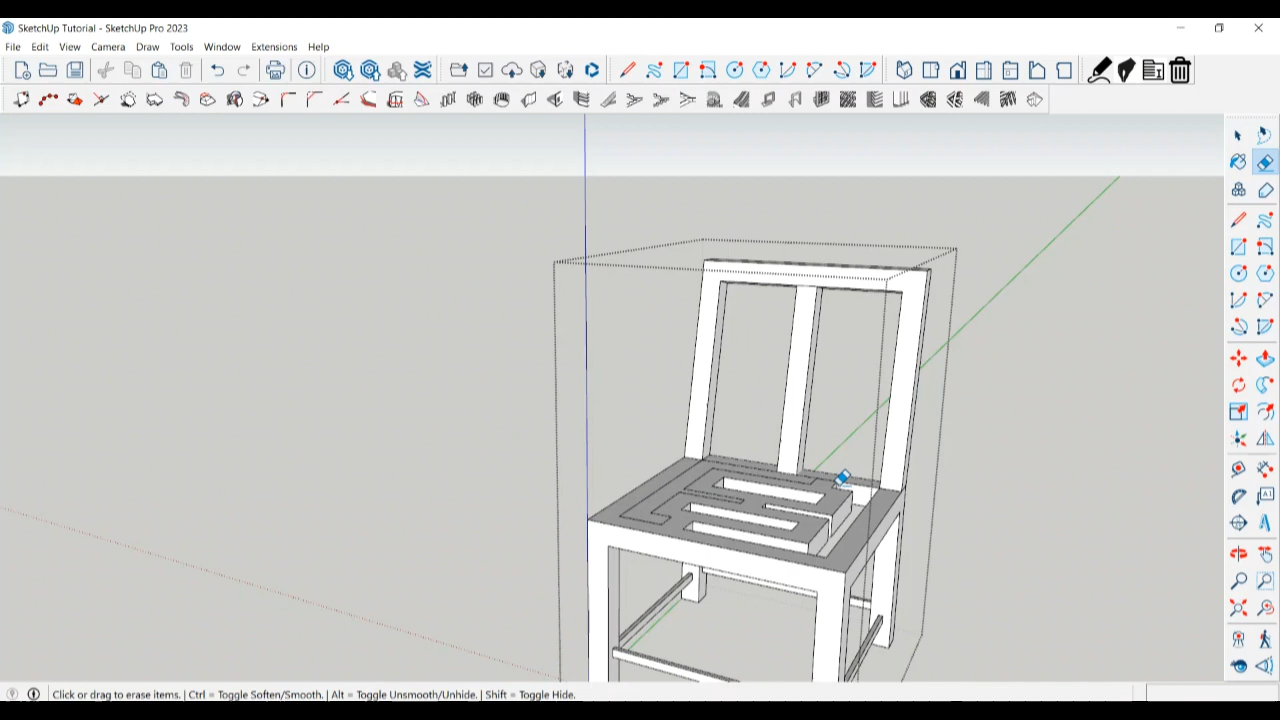 SketchUp Tutorial - SketchUp Pro 2023
File Edit View Camera Draw Tools Window Extensions Help
Click or drag to erase items. | Ctrl = Toggle Soften/Smooth. | Alt = Toggle Unsmooth/Unhide. | Shift = Toggle Hide.